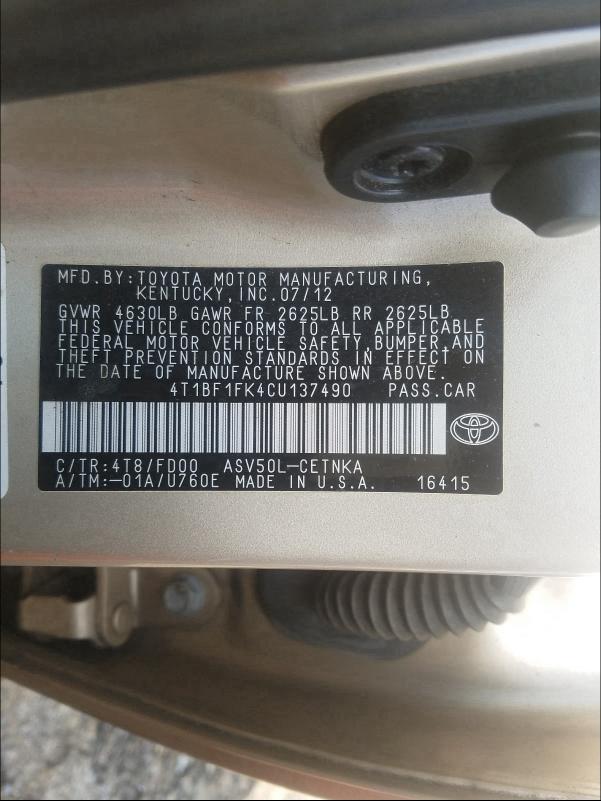 MFD.BY:TOYOTA MOTOR MANUFACTURING,
KENTUCKY,INC.07/12
GVWR 4630LB GAWR FR 2625LB RR 2625LB
THIS VEHICLE CONFORMS TO ALL APPLICABLE
FEDERAL MOTOR VEHICLE SAFETY,BUMPER,AND
THEFT PREVENTION STANDARDS IN EFFECT ON
THE DATE OF MANUFACTURE SHOWN ABOVE.
4T1BF1FK4CU137490 PASS.CAR
C/TR:4T8/FD00 ASV50L-CETNKA
A/TM:-01A/U760E MADE IN U.S.A. 16415